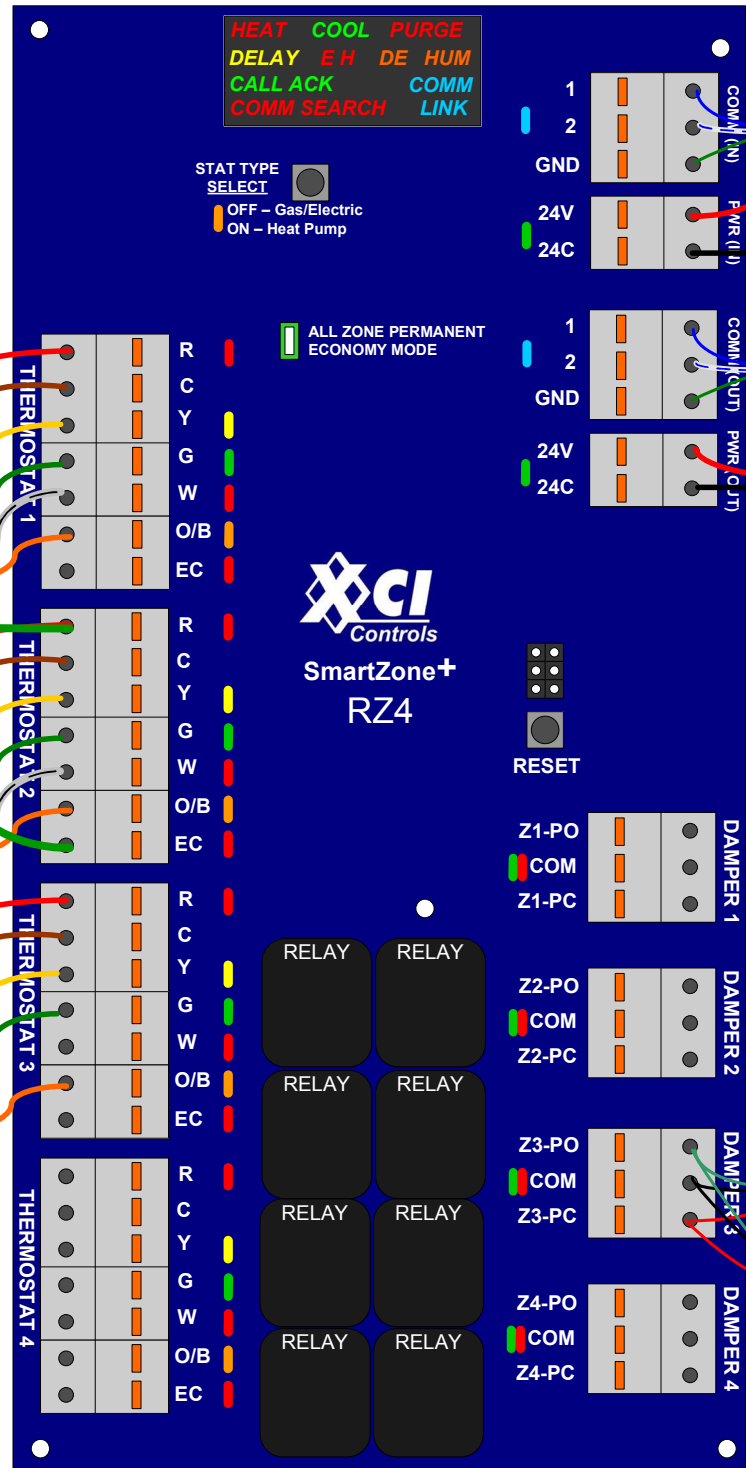 HEAT COOL PURGE
DELAY E H DE HUM
CALL ACK COMM
COMM SEARCH LINK
STAT TYPE
SELECT
OFF – Gas/Electric
ON – Heat Pump
ALL ZONE PERMANENT
ECONOMY MODE
1
2
GND
COMM (IN)
24V
24C
PWR (IN)
1
2
GND
COMM (OUT)
24V
24C
PWR (OUT)
THERMOSTAT 1
R
C
Y
G
W
O/B
EC
THERMOSTAT 2
R
C
Y
G
W
O/B
EC
THERMOSTAT 3
R
C
Y
G
W
O/B
EC
THERMOSTAT 4
R
C
Y
G
W
O/B
EC
XCI
Controls
SmartZone+
RZ4
RESET
RELAY RELAY
RELAY RELAY
RELAY RELAY
RELAY RELAY
Z1-PO
COM
Z1-PC
DAMPER 1
Z2-PO
COM
Z2-PC
DAMPER 2
Z3-PO
COM
Z3-PC
DAMPER 3
Z4-PO
COM
Z4-PC
DAMPER 4